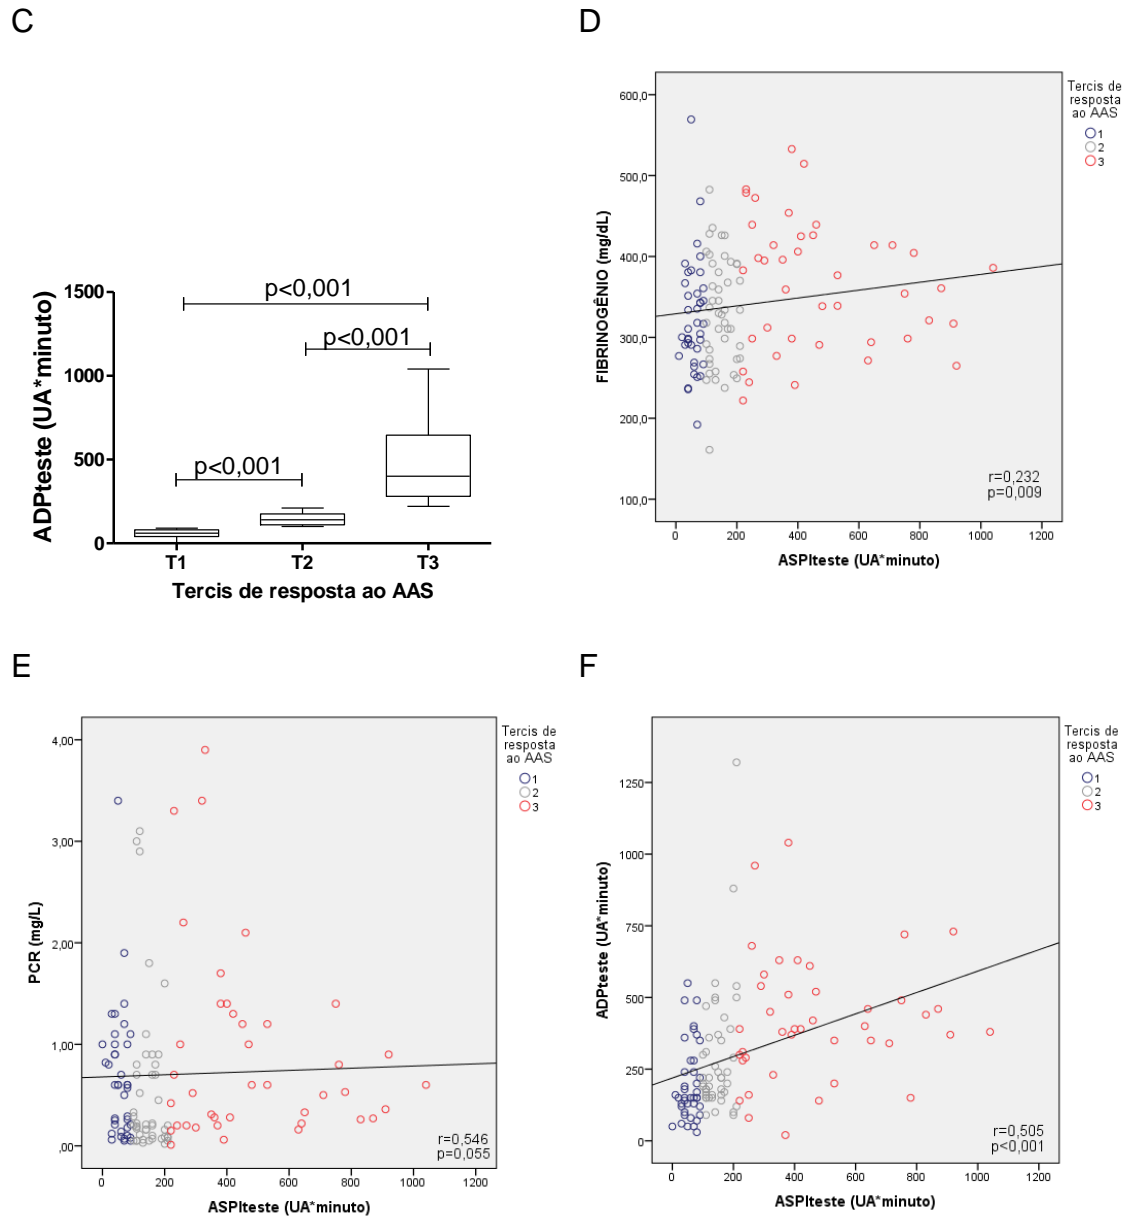 C
ADPteste (UA*minuto)
1500
1000
500
0
p<0,001
p<0,001
p<0,001
T1 T2 T3
Tercis de resposta ao AAS
D
FIBRINOGÊNIO (mg/dL)
600,0
500,0
400,0
300,0
200,0
100,0
0 200 400 600 800 1000 1200
ASPIteste (UA*minuto)
r=0,232
p=0,009
Tercis de
resposta
ao AAS
1
2
3
E
PCR (mg/L)
4,00
3,00
2,00
1,00
,00
0 200 400 600 800 1000 1200
ASPIteste (UA*minuto)
r=0,546
p=0,055
Tercis de
resposta
ao AAS
1
2
3
F
ADPteste (UA*minuto)
1250
1000
750
500
250
0
0 200 400 600 800 1000 1200
ASPIteste (UA*minuto)
r=0,505
p<0,001
Tercis de
resposta
ao AAS
1
2
3